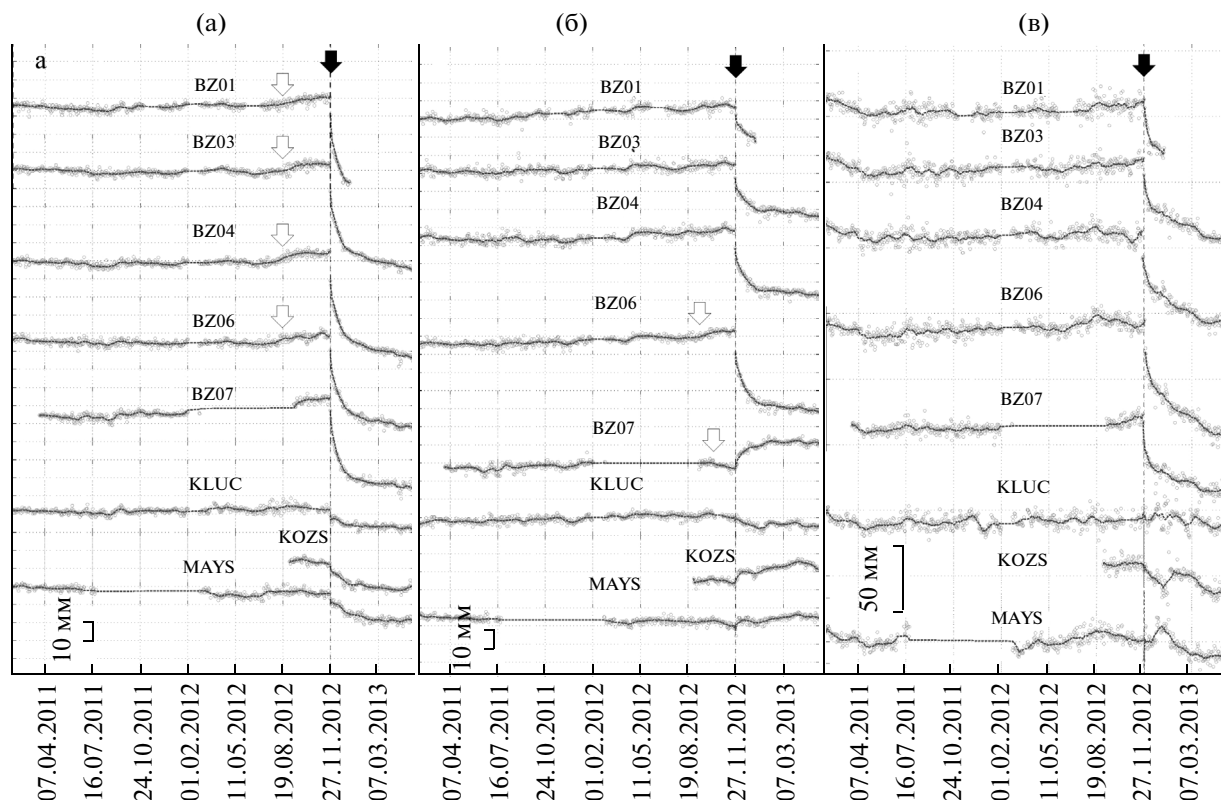 (а)
а
BZ01
BZ03
BZ04
BZ06
BZ07
KLUC
KOZS
MAYS
10 мм
07.04.2011
16.07.2011
24.10.2011
01.02.2012
11.05.2012
19.08.2012
27.11.2012
07.03.2013
(б)
BZ01
BZ03
BZ04
BZ06
BZ07
KLUC
KOZS
MAYS
10 мм
07.04.2011
16.07.2011
24.10.2011
01.02.2012
11.05.2012
19.08.2012
27.11.2012
07.03.2013
(в)
BZ01
BZ03
BZ04
BZ06
BZ07
KLUC
KOZS
50 мм
MAYS
07.04.2011
16.07.2011
24.10.2011
01.02.2012
11.05.2012
19.08.2012
27.11.2012
07.03.2013